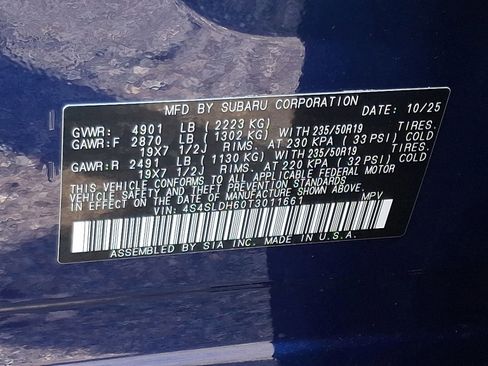 MFD BY SUBARU CORPORATION DATE: 10/25
GVWR: 4901 LB ( 2223 KG)
GAWR:F 2870 LB ( 1302 KG) WITH 235/50R19 TIRES.
19X7 1/2J RIMS. AT 230 KPA ( 33 PSI) COLD
GAWR:R 2491 LB ( 1130 KG) WITH 235/50R19 TIRES.
19X7 1/2J RIMS. AT 220 KPA ( 32 PSI) COLD
THIS VEHICLE CONFORMS TO ALL APPLICABLE FEDERAL MOTOR
VEHICLE SAFETY AND THEFT PREVENTION STANDARDS
IN EFFECT ON THE DATE OF MANUFACTURE SHOWN ABOVE.
VIN: 4S4SLDH60T3011661 MPV
ASSEMBLED BY SIA INC. MADE IN U.S.A.